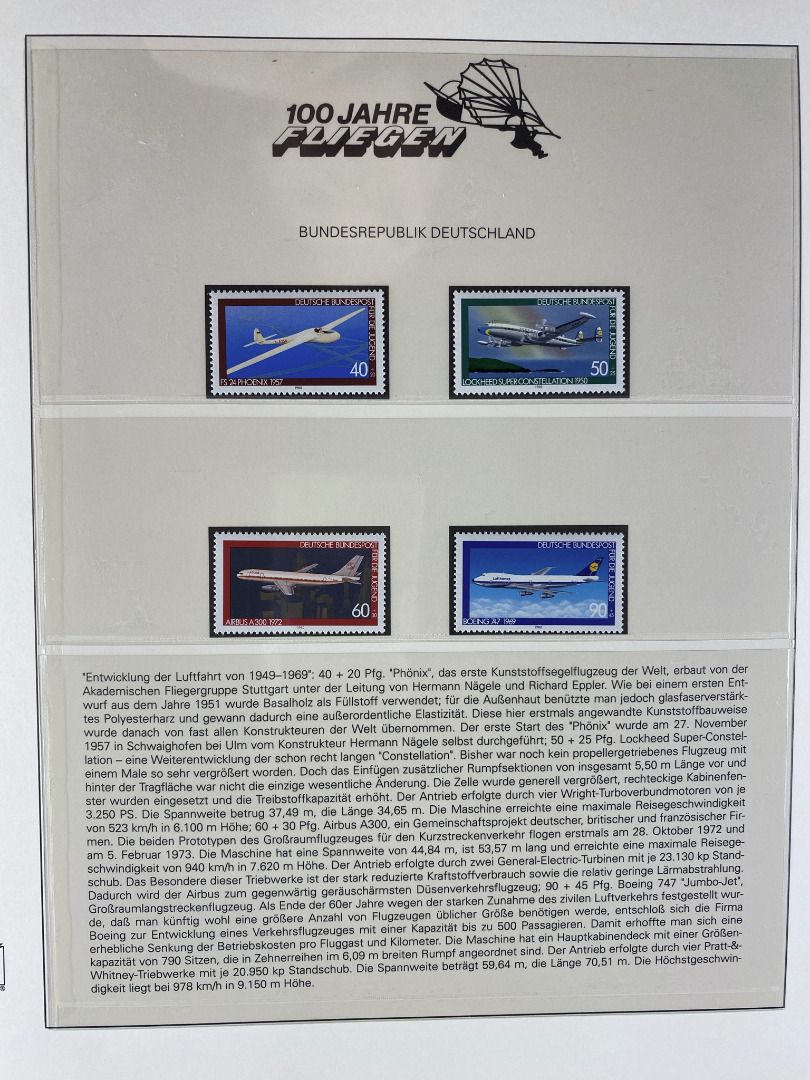 100 JAHRE
FLIEGEN
BUNDESREPUBLIK DEUTSCHLAND
DEUTSCHE BUNDESPOST
FÜR DIE JUGEND
40
FS 24 PHOENIX 1957
1980
DEUTSCHE BUNDESPOST
FÜR DIE JUGEND
50
LOCKHEED SUPER CONSTELLATION 1950
1980
DEUTSCHE BUNDESPOST
FÜR DIE JUGEND
60
AIRBUS A300 1972
1980
DEUTSCHE BUNDESPOST
FÜR DIE JUGEND
Lufthansa
90
BOEING 747 1969
"Entwicklung der Luftfahrt von 1949–1969": 40 + 20 Pfg. "Phönix", das erste Kunststoffsegelflugzeug der Welt, erbaut von der
Akademischen Fliegergruppe Stuttgart unter der Leitung von Hermann Nägele und Richard Eppler. Wie bei einem ersten Ent-
wurf aus dem Jahre 1951 wurde Basalholz als Füllstoff verwendet; für die Außenhaut benützte man jedoch glasfaserverstärk-
tes Polyesterharz und gewann dadurch eine außerordentliche Elastizität. Diese hier erstmals angewandte Kunststoffbauweise
wurde danach von fast allen Konstrukteuren der Welt übernommen. Der erste Start des "Phönix" wurde am 27. November
1957 in Schwaighofen bei Ulm vom Konstrukteur Hermann Nägele selbst durchgeführt; 50 + 25 Pfg. Lockheed Super-Constel-
lation – eine Weiterentwicklung der schon recht langen "Constellation". Bisher war noch kein propellergetriebenes Flugzeug mit
einem Male so sehr vergrößert worden. Doch das Einfügen zusätzlicher Rumpfsektionen von insgesamt 5,50 m Länge vor und
hinter der Tragfläche war nicht die einzige wesentliche Änderung. Die Zelle wurde generell vergrößert, rechteckige Kabinenfen-
ster wurden eingesetzt und die Treibstoffkapazität erhöht. Der Antrieb erfolgte durch vier Wright-Turboverbundmotoren von je
3.250 PS. Die Spannweite betrug 37,49 m, die Länge 34,65 m. Die Maschine erreichte eine maximale Reisegeschwindigkeit
von 523 km/h in 6.100 m Höhe; 60 + 30 Pfg. Airbus A300, ein Gemeinschaftsprojekt deutscher, britischer und französischer Fir-
men. Die beiden Prototypen des Großraumflugzeuges für den Kurzstreckenverkehr flogen erstmals am 28. Oktober 1972 und
am 5. Februar 1973. Die Maschine hat eine Spannweite von 44,84 m, ist 53,57 m lang und erreichte eine maximale Reisege-
schwindigkeit von 940 km/h in 7.620 m Höhe. Der Antrieb erfolgte durch zwei General-Electric-Turbinen mit je 23.130 kp Stand-
schub. Das Besondere dieser Triebwerke ist der stark reduzierte Kraftstoffverbrauch sowie die relativ geringe Lärmabstrahlung.
Dadurch wird der Airbus zum gegenwärtig geräuschärmsten Düsenverkehrsflugzeug; 90 + 45 Pfg. Boeing 747 "Jumbo-Jet",
Großraumlangstreckenflugzeug. Als Ende der 60er Jahre wegen der starken Zunahme des zivilen Luftverkehrs festgestellt wur-
de, daß man künftig wohl eine größere Anzahl von Flugzeugen üblicher Größe benötigen werde, entschloß sich die Firma
Boeing zur Entwicklung eines Verkehrsflugzeuges mit einer Kapazität bis zu 500 Passagieren. Damit erhoffte man sich eine
erhebliche Senkung der Betriebskosten pro Fluggast und Kilometer. Die Maschine hat ein Hauptkabinendeck mit einer Größen-
kapazität von 790 Sitzen, die in Zehnerreihen im 6,09 m breiten Rumpf angeordnet sind. Der Antrieb erfolgte durch vier Pratt-&-
Whitney-Triebwerke mit je 20.950 kp Standschub. Die Spannweite beträgt 59,64 m, die Länge 70,51 m. Die Höchstgeschwin-
digkeit liegt bei 978 km/h in 9.150 m Höhe.